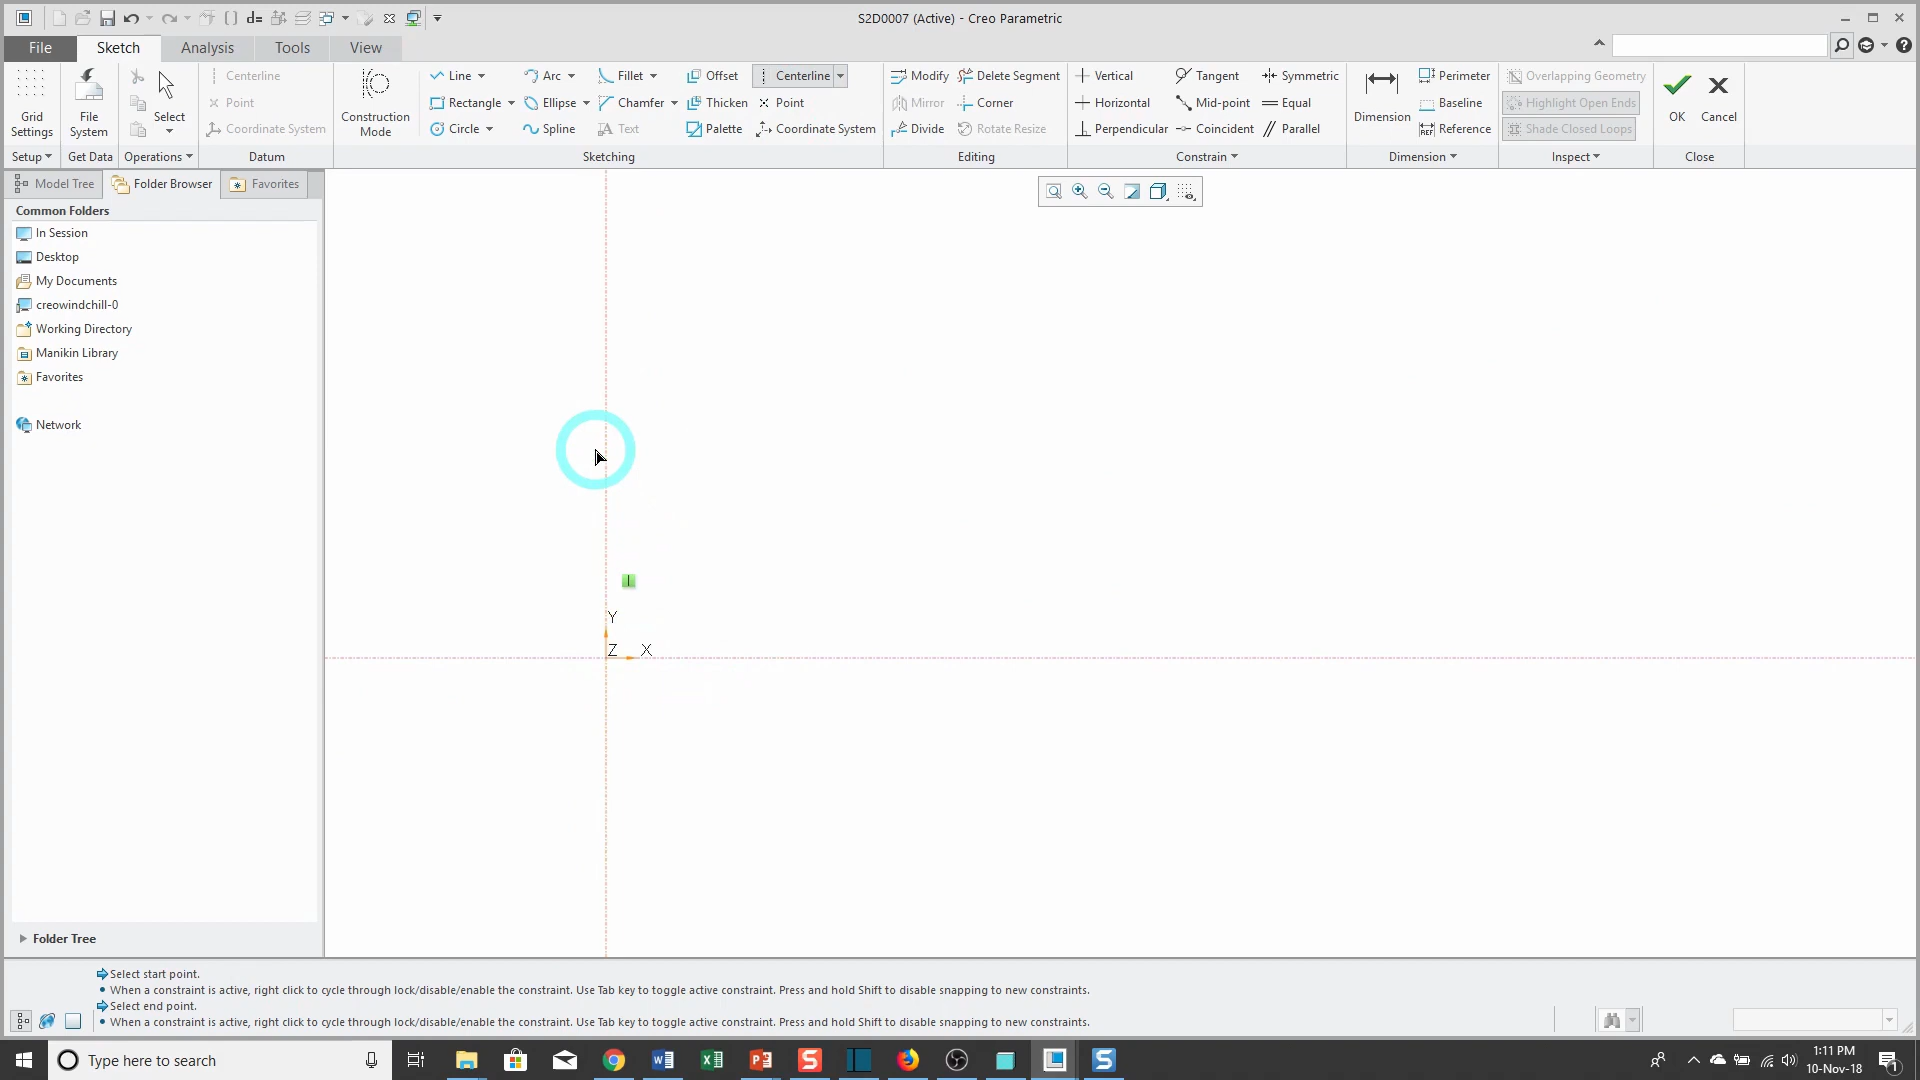 S2D0007 (Active) - Creo Parametric
File
Sketch
Analysis
Tools
View
Grid Settings
File System
Select
Centerline
Point
Coordinate System
Construction Mode
Line
Rectangle
Circle
Arc
Ellipse
Spline
Fillet
Chamfer
Text
Offset
Thicken
Palette
Centerline
Point
Coordinate System
Modify
Mirror
Divide
Delete Segment
Corner
Rotate Resize
Vertical
Horizontal
Perpendicular
Tangent
Mid-point
Coincident
Symmetric
Equal
Parallel
Dimension
Perimeter
Baseline
Reference
Overlapping Geometry
Highlight Open Ends
Shade Closed Loops
OK
Cancel
Setup
Get Data
Operations
Datum
Sketching
Editing
Constrain
Dimension
Inspect
Close
Model Tree
Folder Browser
Favorites
Common Folders
In Session
Desktop
My Documents
creowindchill-0
Working Directory
Manikin Library
Favorites
Network
Folder Tree
Y
Z X
Select start point.
When a constraint is active, right click to cycle through lock/disable/enable the constraint. Use Tab key to toggle active constraint. Press and hold Shift to disable snapping to new constraints.
Select end point.
When a constraint is active, right click to cycle through lock/disable/enable the constraint. Use Tab key to toggle active constraint. Press and hold Shift to disable snapping to new constraints.
Type here to search
1:11 PM
10-Nov-18